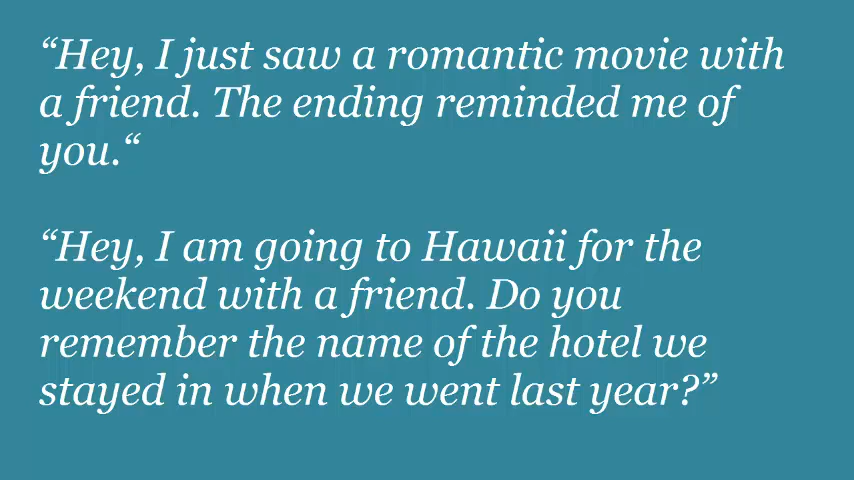 “Hey, I just saw a romantic movie with
a friend. The ending reminded me of
you.“
“Hey, I am going to Hawaii for the
weekend with a friend. Do you
remember the name of the hotel we
stayed in when we went last year?”